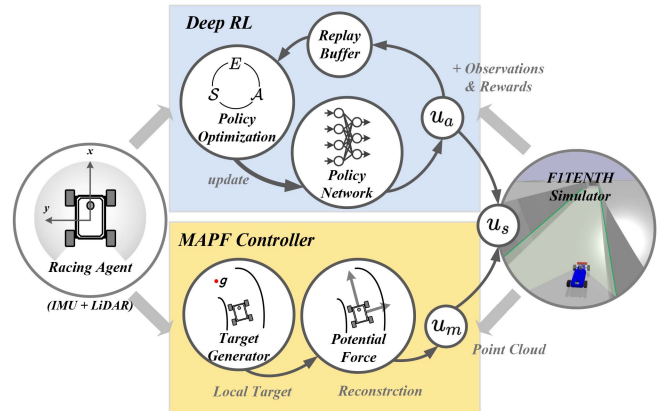 Deep RL
Replay
Buffer
E
S
A
Policy
Optimization
+ Observations
& Rewards
u_a
update
Policy
Network
x
y
Racing Agent
(IMU + LiDAR)
F1TENTH
Simulator
u_s
MAPF Controller
g
Target
Generator
Potential
Force
u_m
Local Target
Reconstrction
Point Cloud